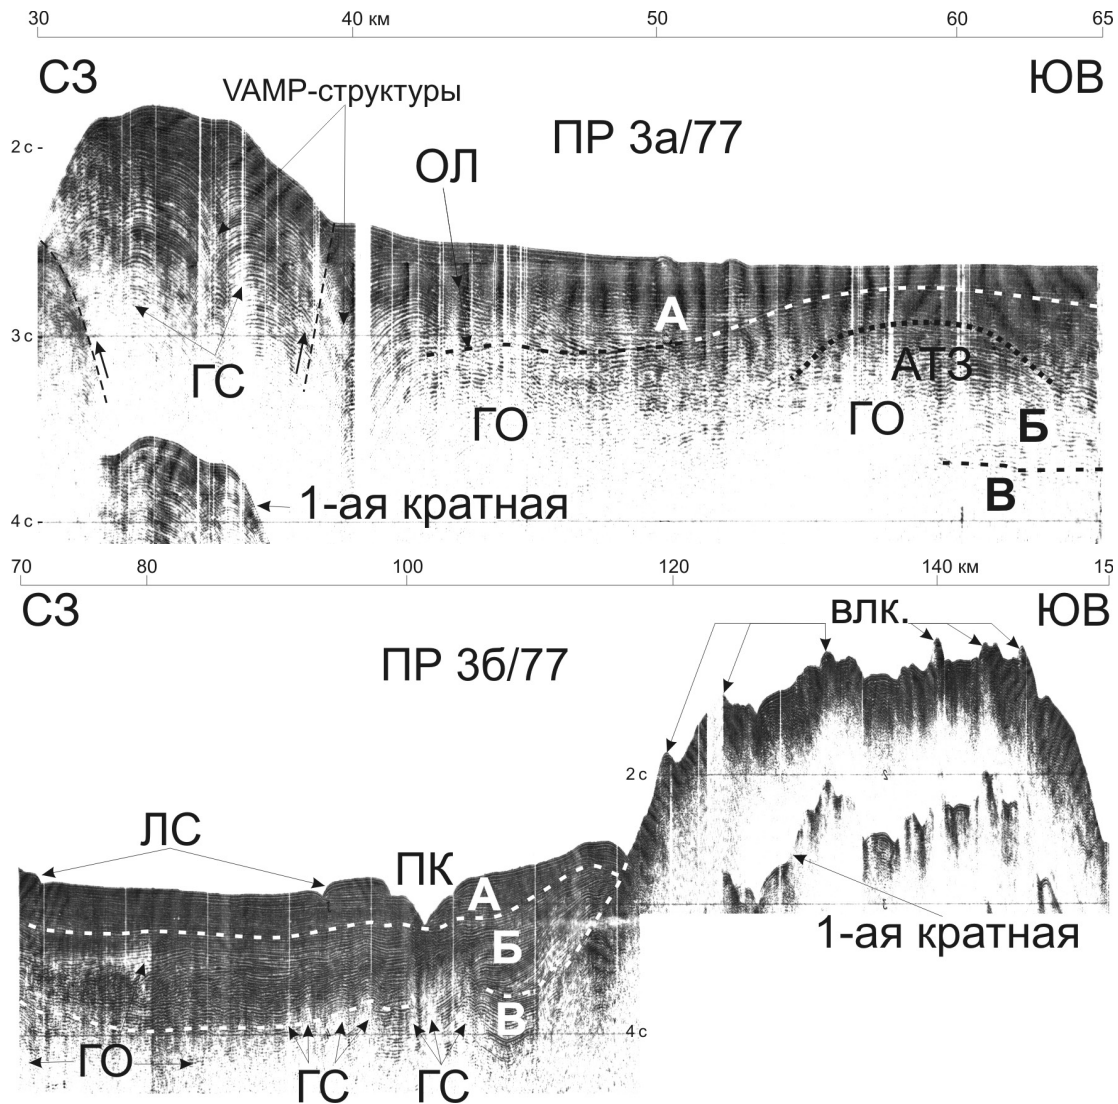 30 40 км 50 60 65
СЗ ЮВ
VAMP-структуры
ПР 3а/77
2 с -
ОЛ
А
3 с
ГС
АТЗ
ГО ГО
Б
В
1-ая кратная
4 с -
70 80 100 120 140 км 15
СЗ ЮВ
влк.
ПР 3б/77
2 с
ЛС
ПК
А
1-ая кратная
Б
В
4 с
ГО
ГС ГС